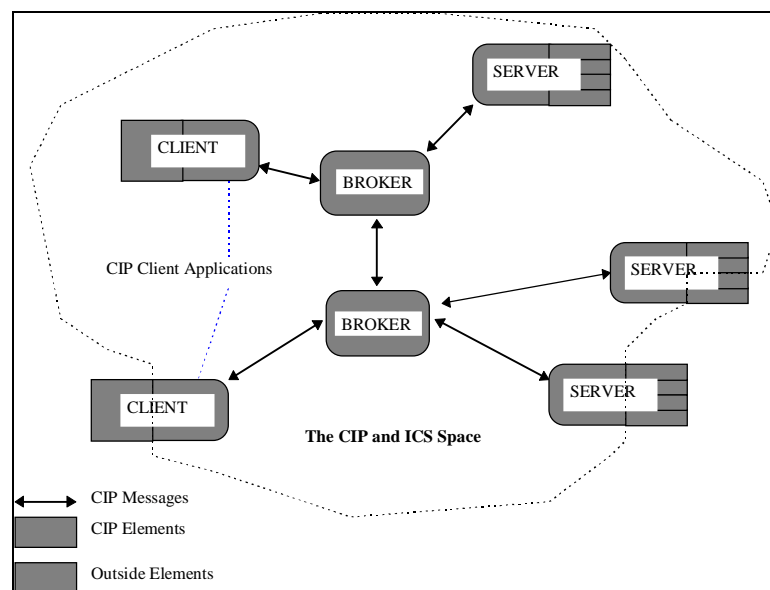 SERVER
CLIENT
BROKER
CIP Client Applications
SERVER
BROKER
SERVER
CLIENT
The CIP and ICS Space
CIP Messages
CIP Elements
Outside Elements